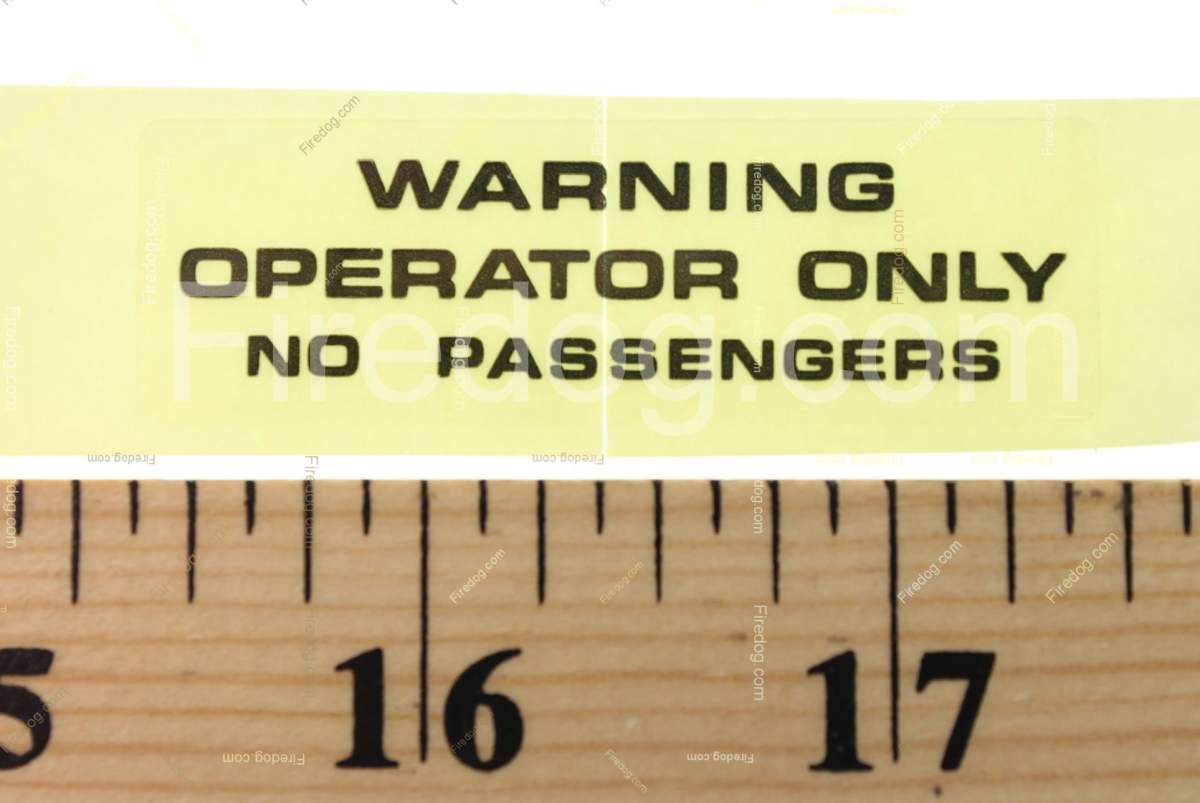 WARNING
OPERATOR ONLY
NO PASSENGERS
Firedog.com
5
16
17